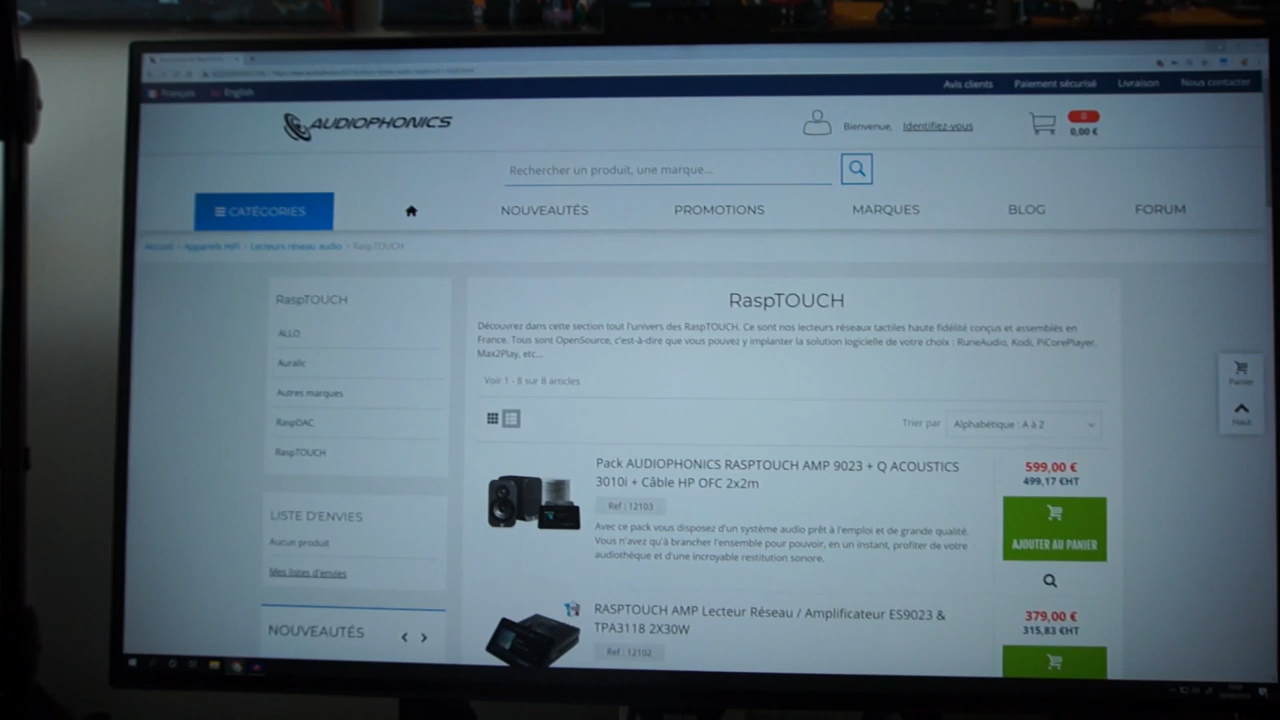 Français English Avis clients Paiement sécurisé Livraison Nous contacter
AUDIOPHONICS
Bienvenue, Identifiez-vous
0
0,00 €
Rechercher un produit, une marque...
CATÉGORIES NOUVEAUTÉS PROMOTIONS MARQUES BLOG FORUM
Accueil > Appareils HiFi > Lecteurs réseau audio > RaspTOUCH
RaspTOUCH
ALLO
Auralic
Autres marques
RaspDAC
RaspTOUCH
LISTE D'ENVIES
Aucun produit
Mes listes d'envies
NOUVEAUTÉS
RaspTOUCH
Découvrez dans cette section tout l'univers des RaspTOUCH. Ce sont nos lecteurs réseaux tactiles haute fidélité conçus et assemblés en
France. Tous sont OpenSource, c'est-à-dire que vous pouvez y implanter la solution logicielle de votre choix : RuneAudio, Kodi, PiCorePlayer,
Max2Play, etc...
Voir 1 - 8 sur 8 articles
Trier par Alphabétique : A à Z
Pack AUDIOPHONICS RASPTOUCH AMP 9023 + Q ACOUSTICS
3010i + Câble HP OFC 2x2m
Ref : 12103
Avec ce pack vous disposez d'un système audio prêt à l'emploi et de grande qualité.
Vous n'avez qu'à brancher l'ensemble pour pouvoir, en un instant, profiter de votre
audiothèque et d'une incroyable restitution sonore.
599,00 €
499,17 €HT
AJOUTER AU PANIER
RASPTOUCH AMP Lecteur Réseau / Amplificateur ES9023 &
TPA3118 2X30W
Ref : 12102
379,00 €
315,83 €HT
Panier
Haut